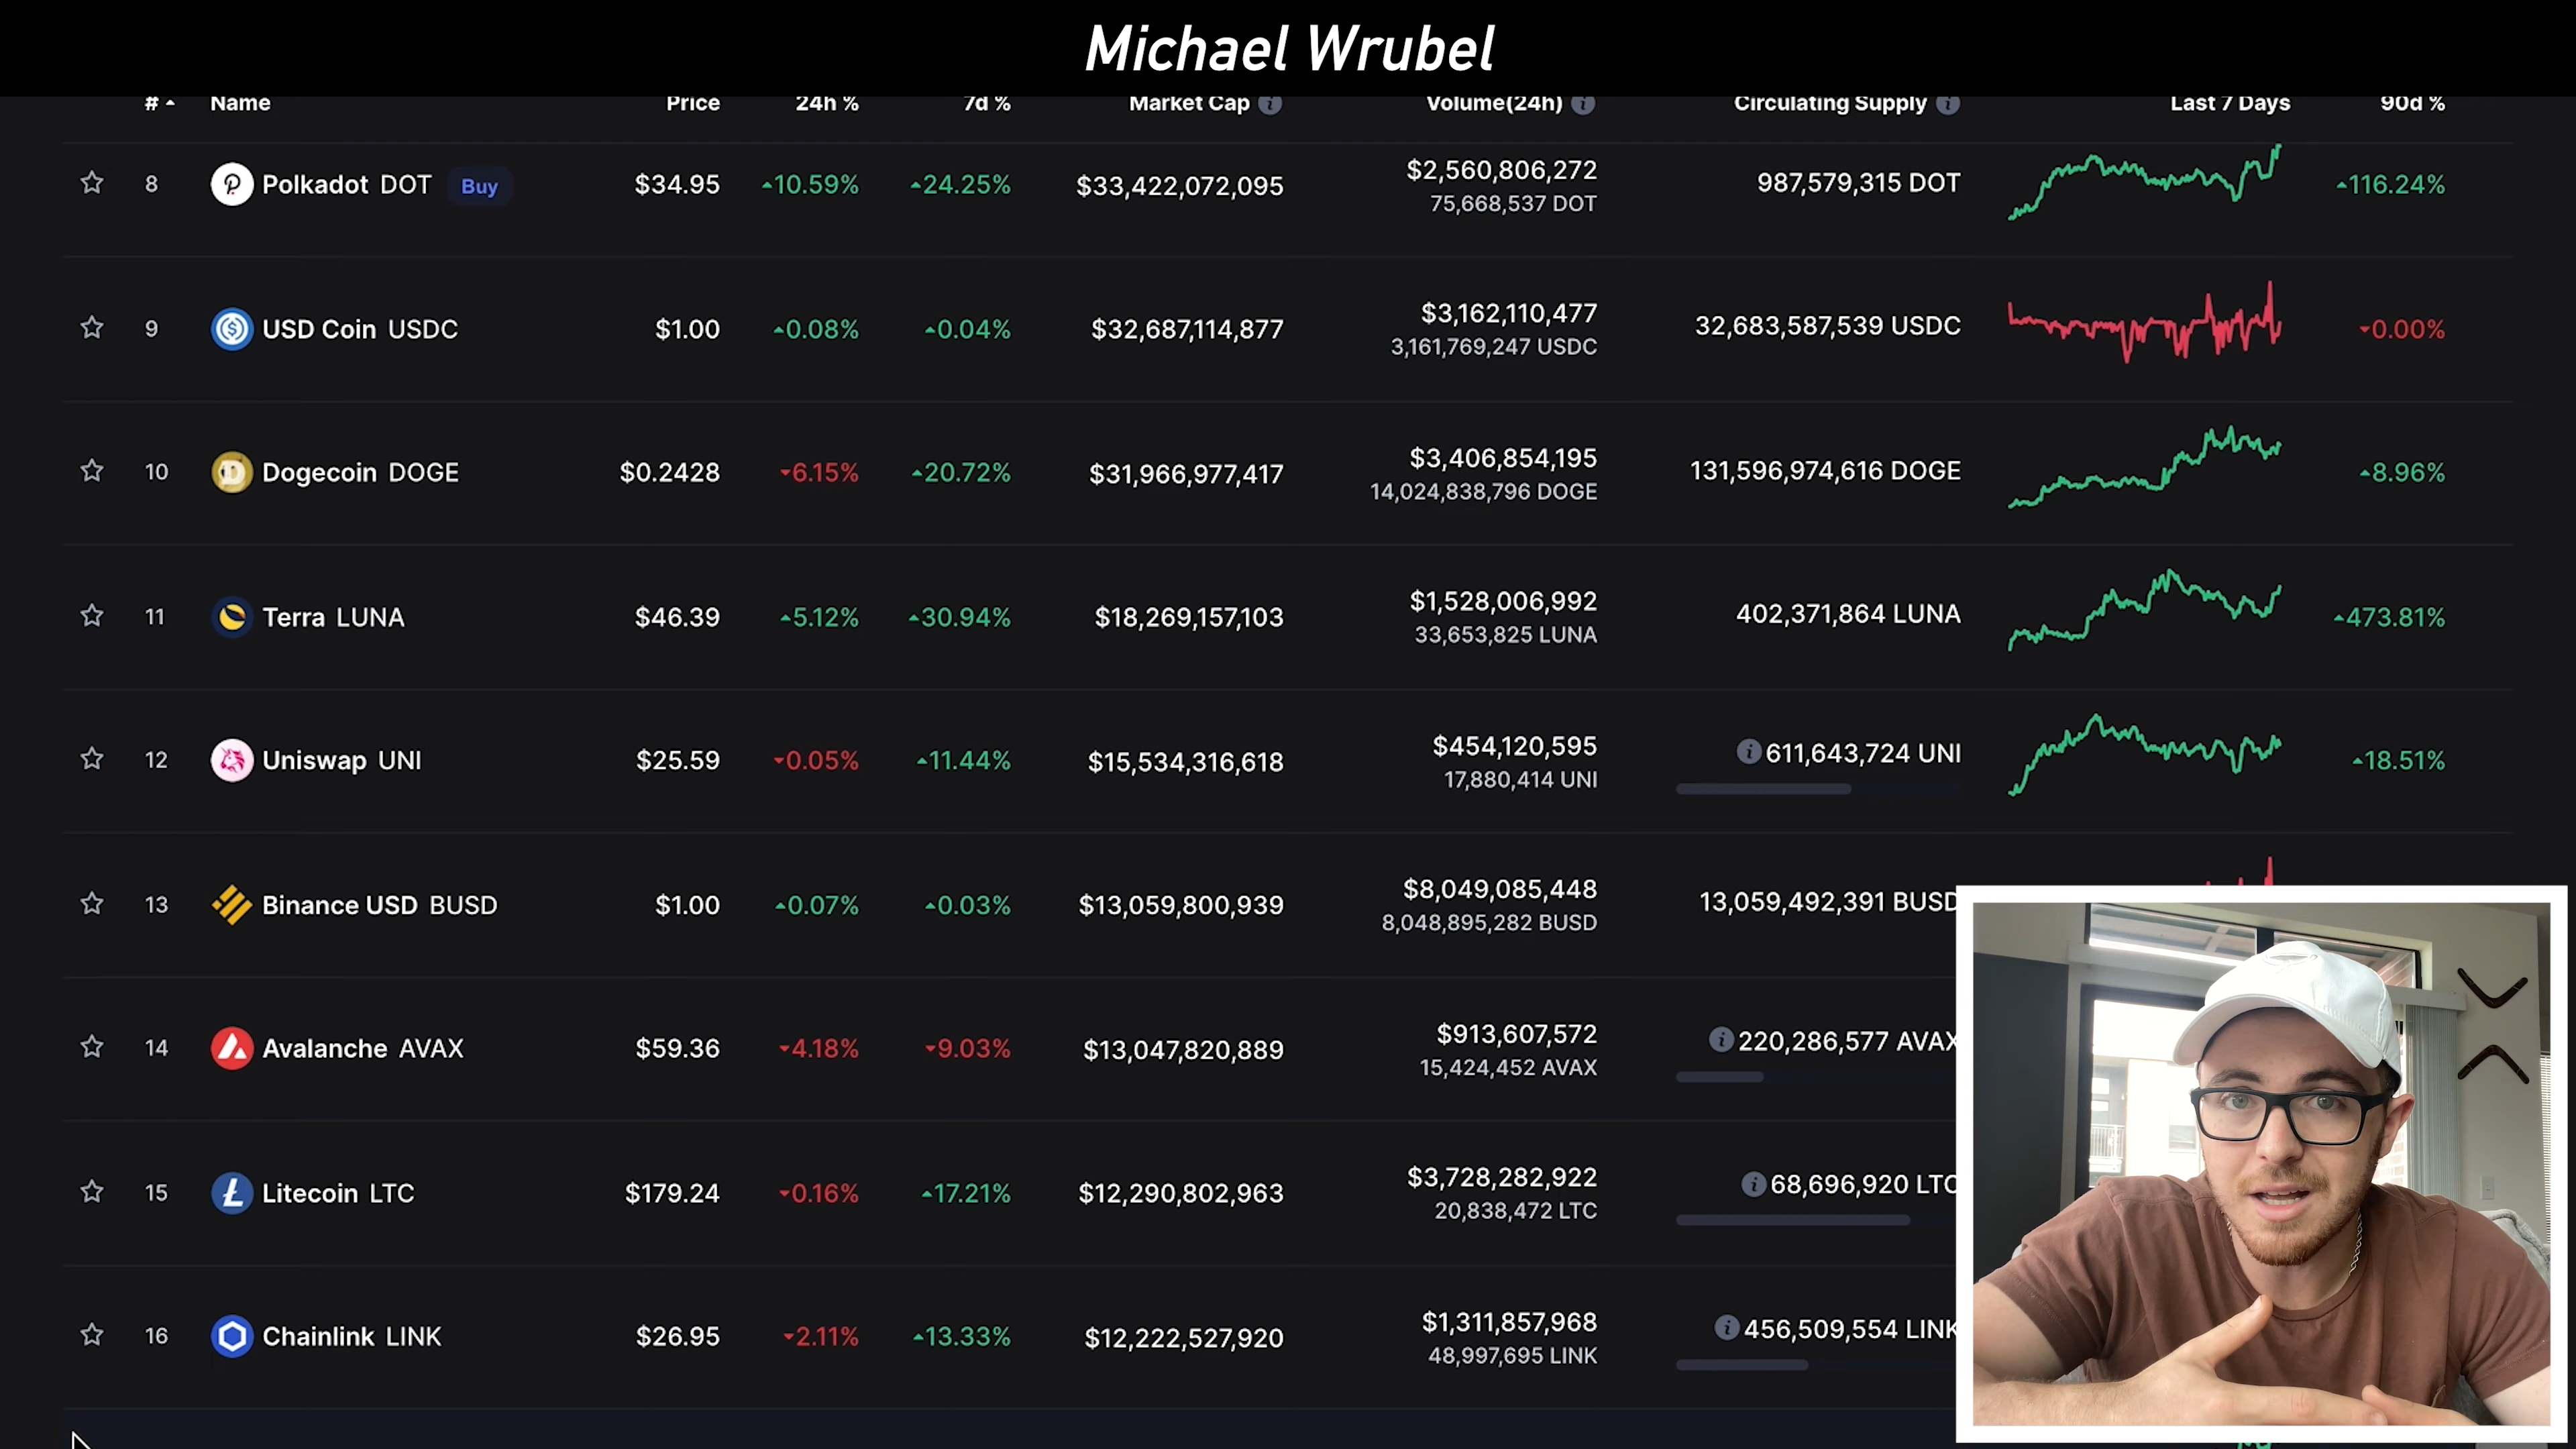 Michael Wrubel
# Name Price 24h % 7d % Market Cap Volume(24h) Circulating Supply Last 7 Days 90d %
8 Polkadot DOT Buy $34.95 10.59% 24.25% $33,422,072,095 $2,560,806,272 987,579,315 DOT 116.24%
75,668,537 DOT
9 USD Coin USDC $1.00 0.08% 0.04% $32,687,114,877 $3,162,110,477 32,683,587,539 USDC 0.00%
3,161,769,247 USDC
10 Dogecoin DOGE $0.2428 6.15% 20.72% $31,966,977,417 $3,406,854,195 131,596,974,616 DOGE 8.96%
14,024,838,796 DOGE
11 Terra LUNA $46.39 5.12% 30.94% $18,269,157,103 $1,528,006,992 402,371,864 LUNA 473.81%
33,653,825 LUNA
12 Uniswap UNI $25.59 0.05% 11.44% $15,534,316,618 $454,120,595 611,643,724 UNI 18.51%
17,880,414 UNI
13 Binance USD BUSD $1.00 0.07% 0.03% $13,059,800,939 $8,049,085,448 13,059,492,391 BUSD
8,048,895,282 BUSD
14 Avalanche AVAX $59.36 4.18% 9.03% $13,047,820,889 $913,607,572 220,286,577 AVAX
15,424,452 AVAX
15 Litecoin LTC $179.24 0.16% 17.21% $12,290,802,963 $3,728,282,922 68,696,920 LTC
20,838,472 LTC
16 Chainlink LINK $26.95 2.11% 13.33% $12,222,527,920 $1,311,857,968 456,509,554 LINK
48,997,695 LINK